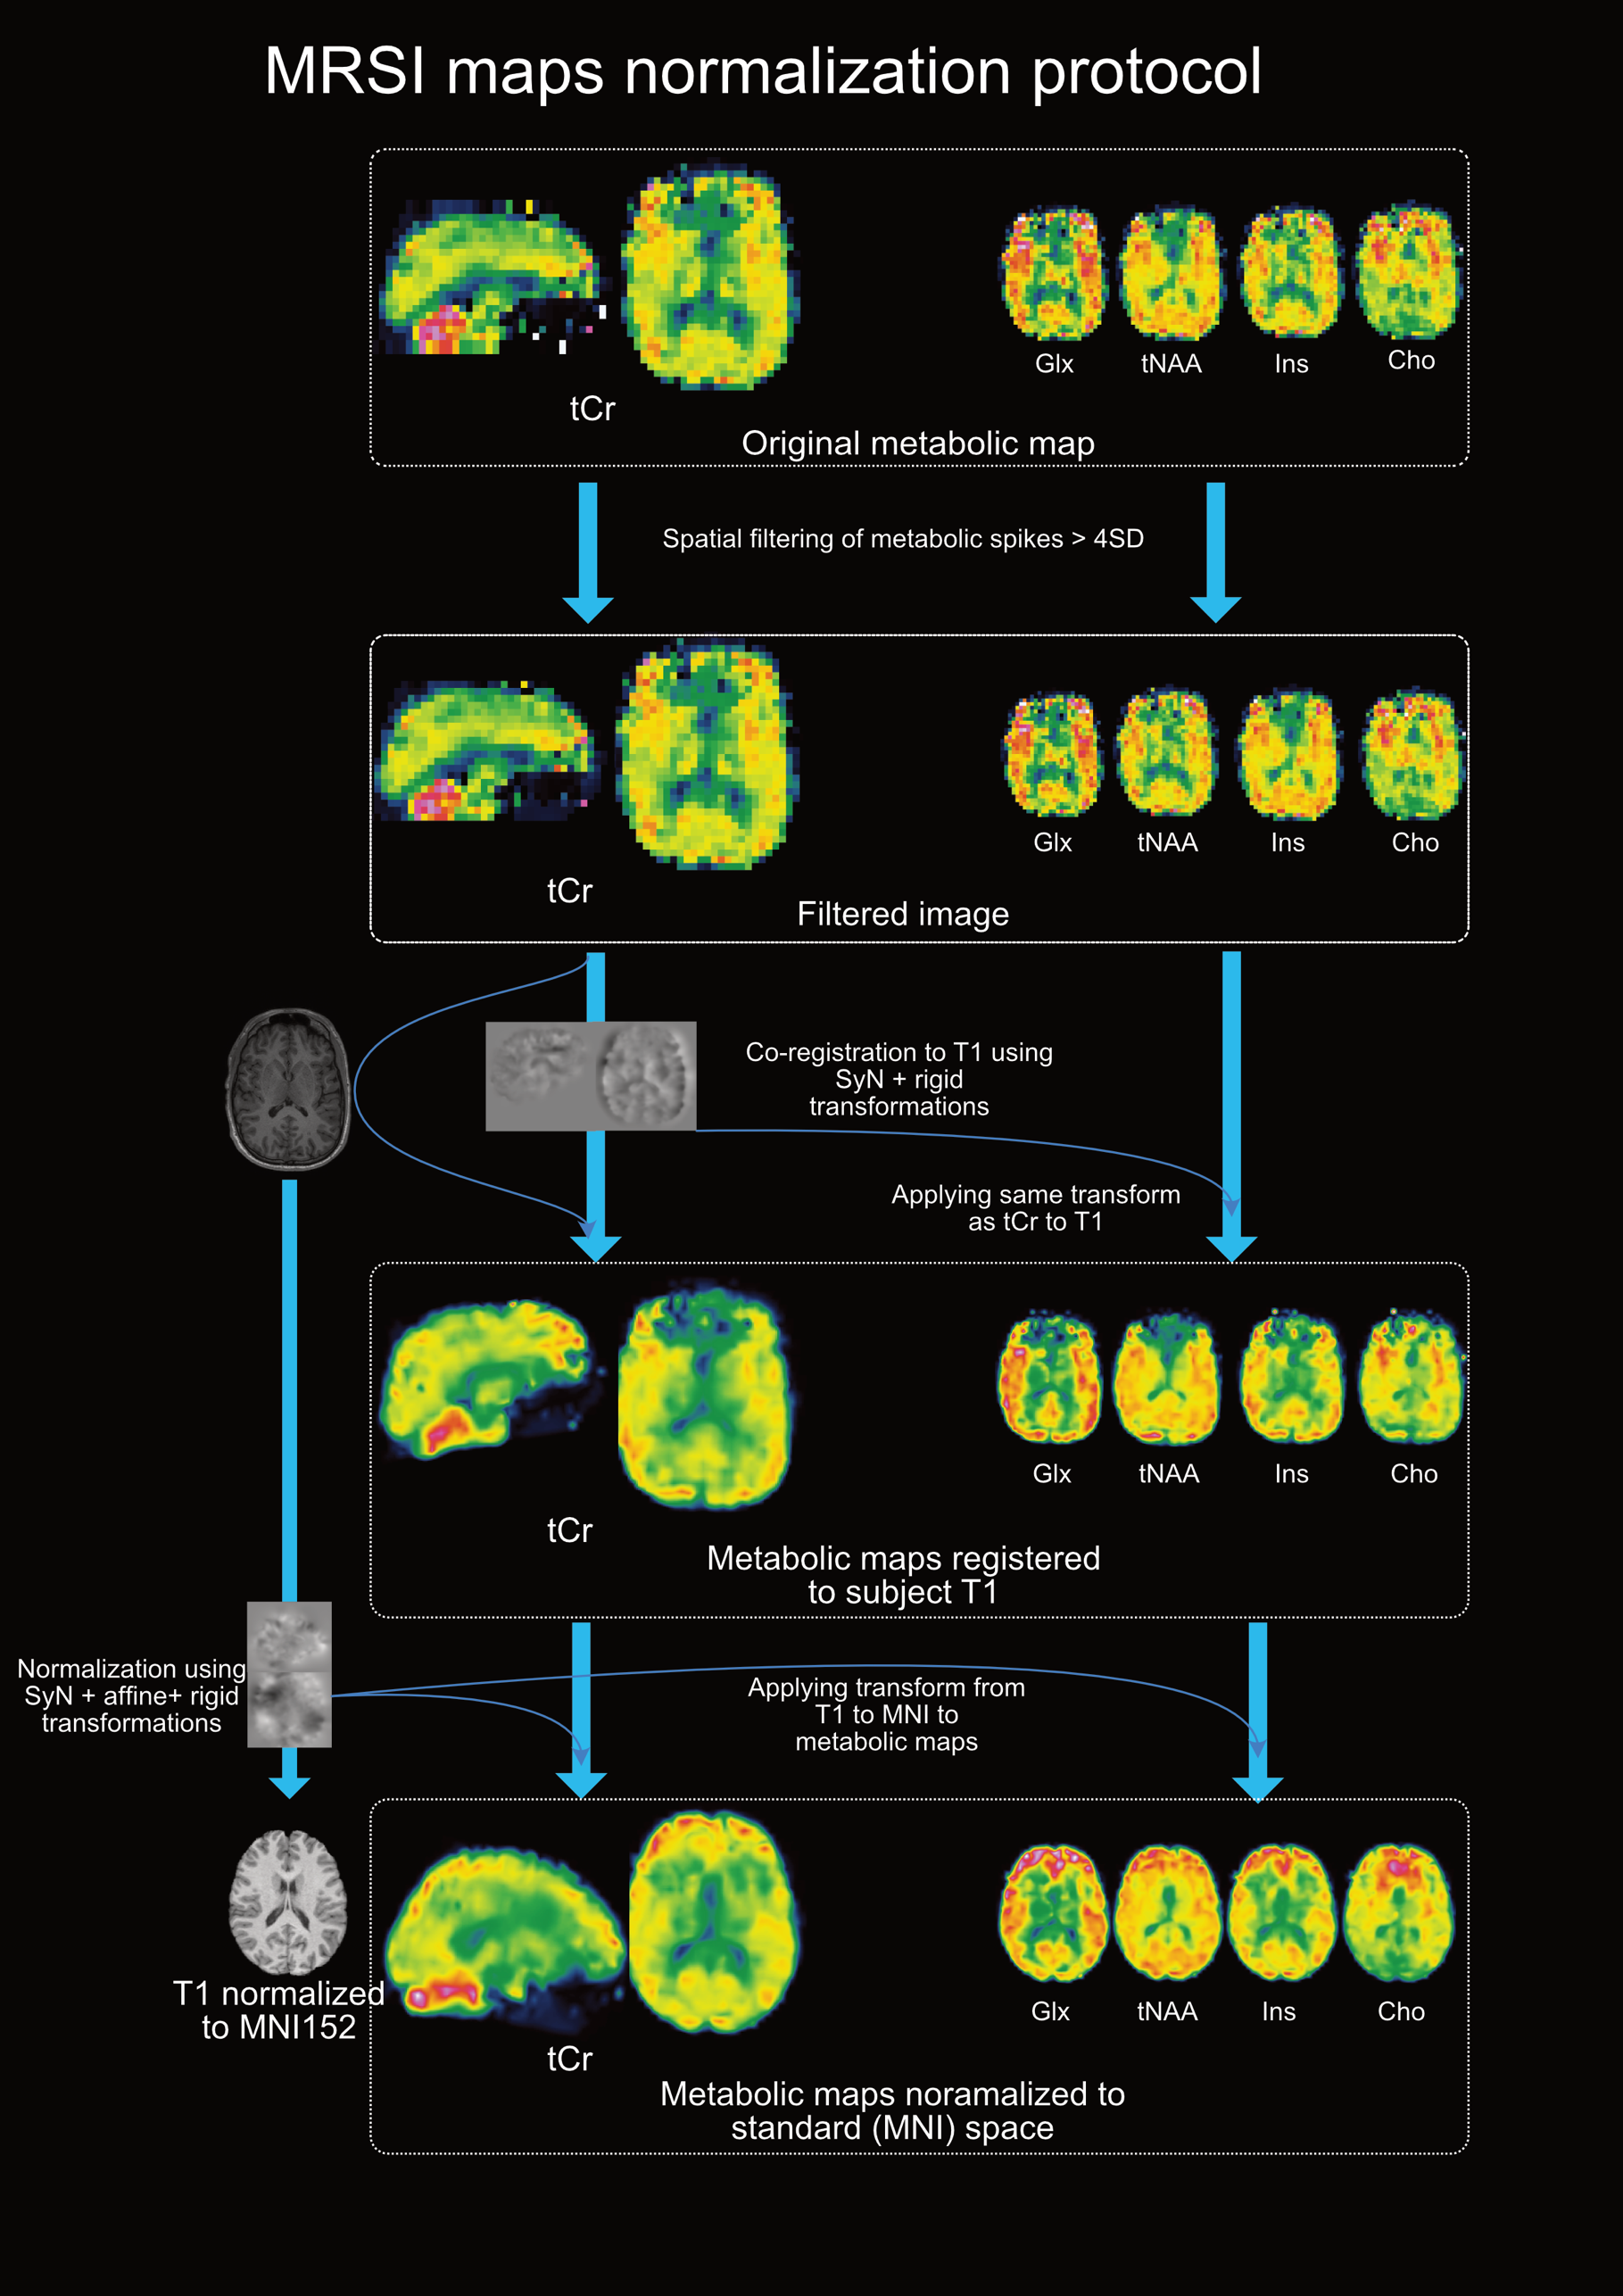 MRSI maps normalization protocol
Glx
tNAA
Ins
Cho
tCr
Original metabolic map
Spatial filtering of metabolic spikes > 4SD
Glx
tNAA
Ins
Cho
tCr
Filtered image
Co-registration to T1 using
SyN + rigid
transformations
Applying same transform
as tCr to T1
Glx
tNAA
Ins
Cho
tCr
Metabolic maps registered
to subject T1
Normalization using
SyN + affine+ rigid
transformations
Applying transform from
T1 to MNI to
metabolic maps
T1 normalized
to MNI152
Glx
tNAA
Ins
Cho
tCr
Metabolic maps noramalized to
standard (MNI) space